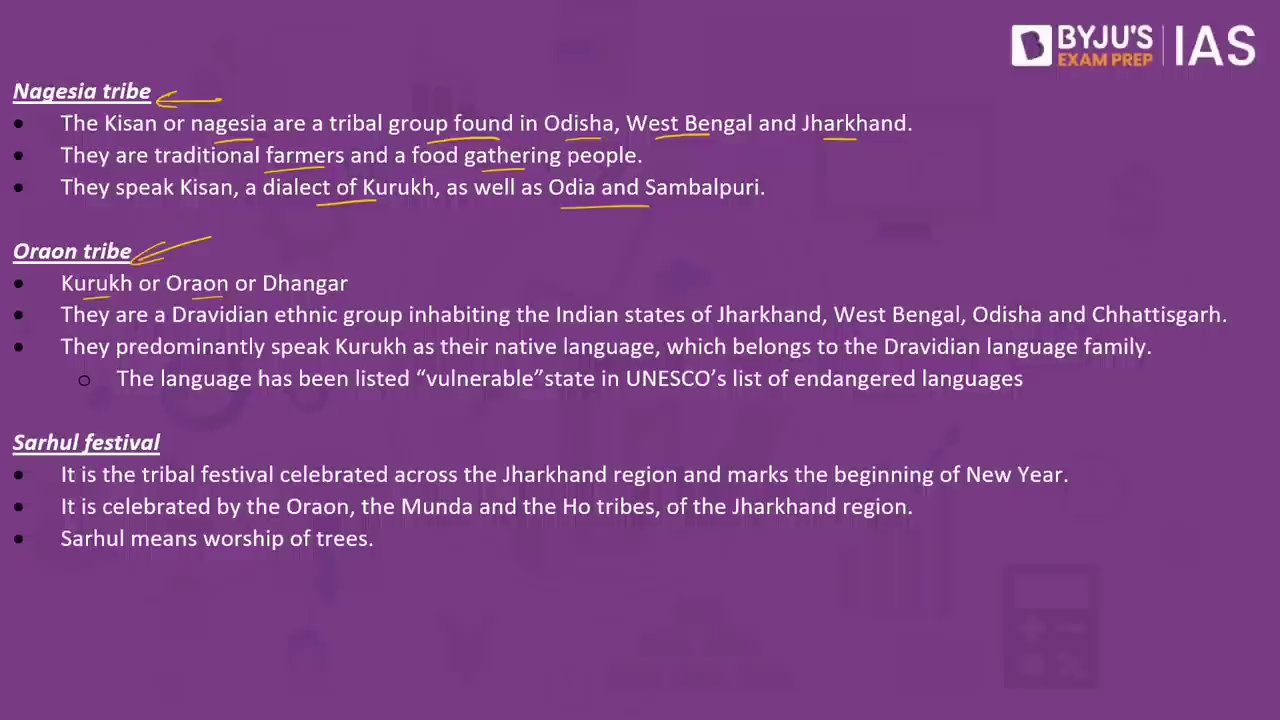 BYJU'S
EXAM PREP
IAS
Nagesia tribe
• The Kisan or nagesia are a tribal group found in Odisha, West Bengal and Jharkhand.
• They are traditional farmers and a food gathering people.
• They speak Kisan, a dialect of Kurukh, as well as Odia and Sambalpuri.
Oraon tribe
• Kurukh or Oraon or Dhangar
• They are a Dravidian ethnic group inhabiting the Indian states of Jharkhand, West Bengal, Odisha and Chhattisgarh.
• They predominantly speak Kurukh as their native language, which belongs to the Dravidian language family.
o The language has been listed “vulnerable”state in UNESCO’s list of endangered languages
Sarhul festival
• It is the tribal festival celebrated across the Jharkhand region and marks the beginning of New Year.
• It is celebrated by the Oraon, the Munda and the Ho tribes, of the Jharkhand region.
• Sarhul means worship of trees.